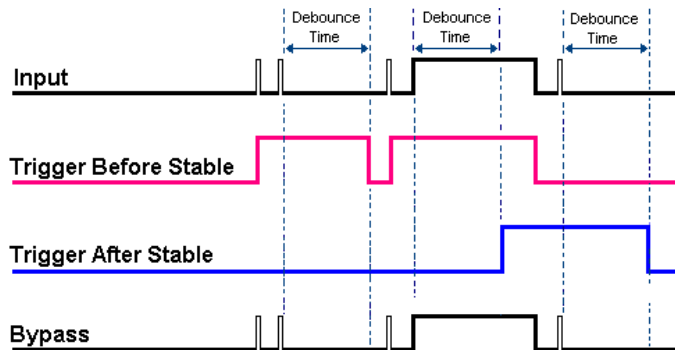 Debounce
Time
Debounce
Time
Debounce
Time
Input
Trigger Before Stable
Trigger After Stable
Bypass